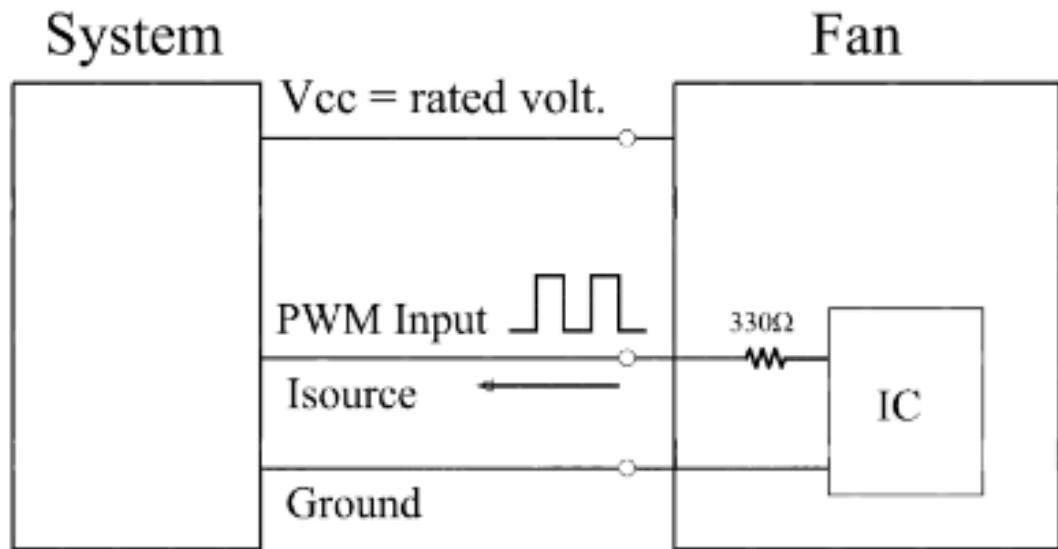 System
Fan
Vcc = rated volt.
PWM Input
330Ω
Isource
IC
Ground